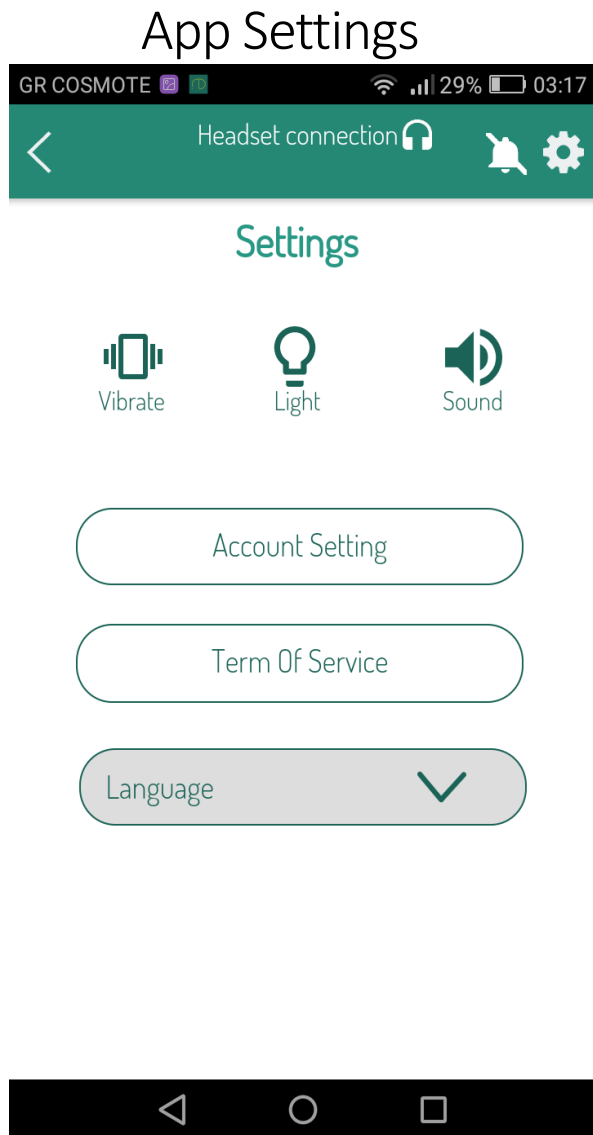 App Settings
GR COSMOTE 29% 03:17
Headset connection
Settings
Vibrate Light Sound
Account Setting
Term Of Service
Language